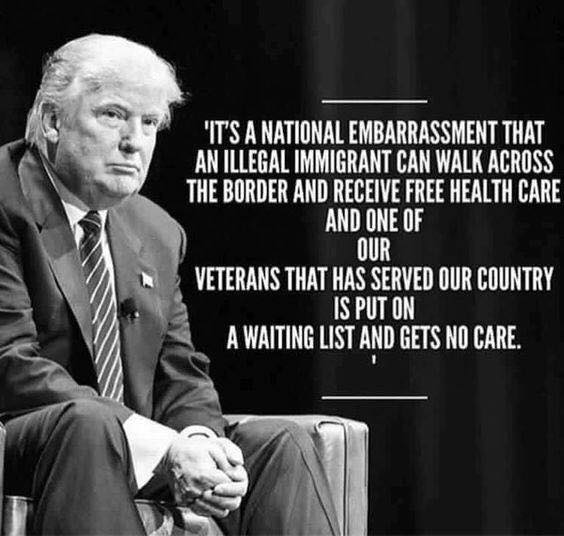 'IT'S A NATIONAL EMBARRASSMENT THAT
AN ILLEGAL IMMIGRANT CAN WALK ACROSS
THE BORDER AND RECEIVE FREE HEALTH CARE
AND ONE OF
OUR
VETERANS THAT HAS SERVED OUR COUNTRY
IS PUT ON
A WAITING LIST AND GETS NO CARE.
'